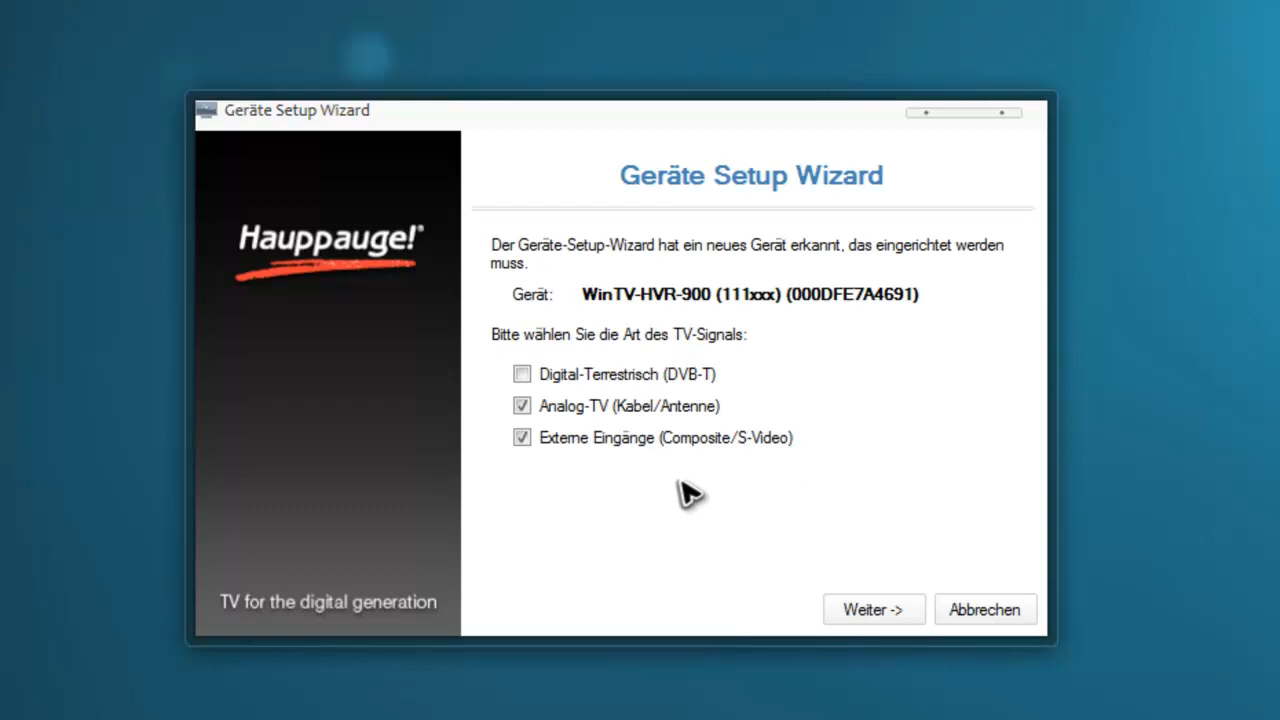 Geräte Setup Wizard
Hauppauge!®
TV for the digital generation
Geräte Setup Wizard
Der Geräte-Setup-Wizard hat ein neues Gerät erkannt, das eingerichtet werden
muss.
Gerät: WinTV-HVR-900 (111xxx) (000DFE7A4691)
Bitte wählen Sie die Art des TV-Signals:
Digital-Terrestrisch (DVB-T)
Analog-TV (Kabel/Antenne)
Externe Eingänge (Composite/S-Video)
Weiter -> Abbrechen